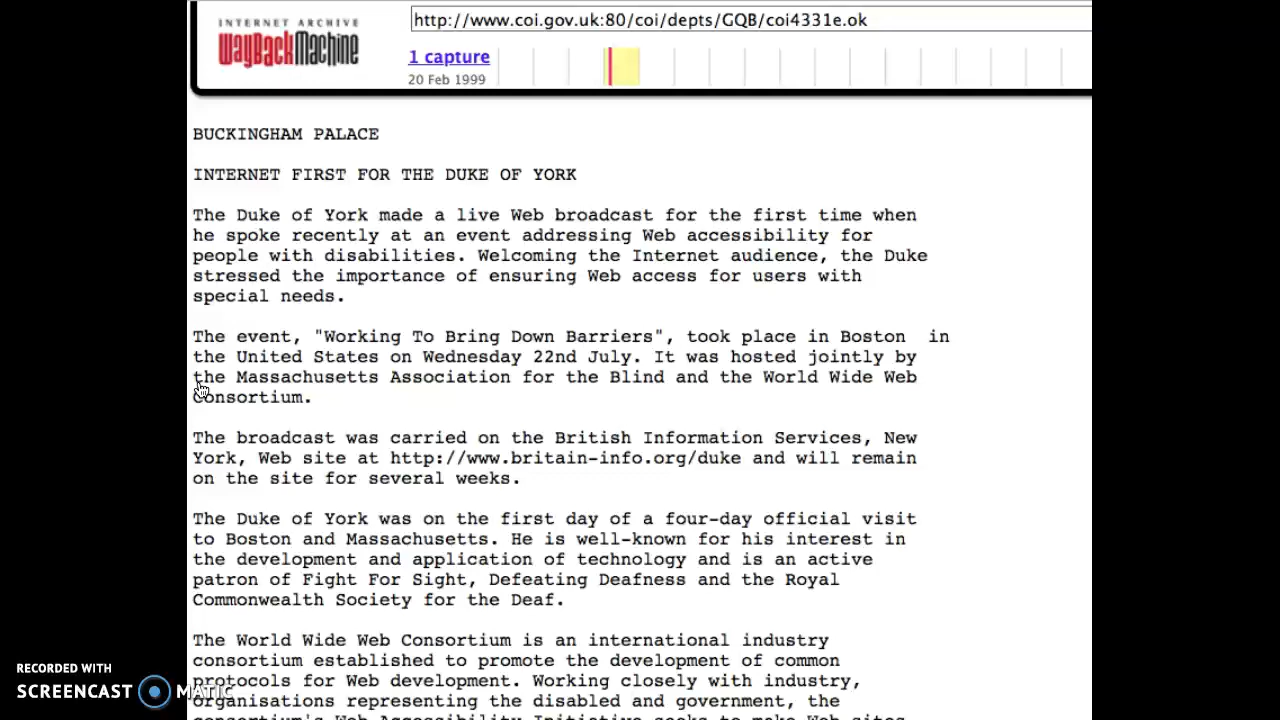 INTERNET ARCHIVE
WayBackMachine
http://www.coi.gov.uk:80/coi/depts/GQB/coi4331e.ok
1 capture
20 Feb 1999
BUCKINGHAM PALACE
INTERNET FIRST FOR THE DUKE OF YORK
The Duke of York made a live Web broadcast for the first time when
he spoke recently at an event addressing Web accessibility for
people with disabilities. Welcoming the Internet audience, the Duke
stressed the importance of ensuring Web access for users with
special needs.
The event, "Working To Bring Down Barriers", took place in Boston  in
the United States on Wednesday 22nd July. It was hosted jointly by
the Massachusetts Association for the Blind and the World Wide Web
Consortium.
The broadcast was carried on the British Information Services, New
York, Web site at http://www.britain-info.org/duke and will remain
on the site for several weeks.
The Duke of York was on the first day of a four-day official visit
to Boston and Massachusetts. He is well-known for his interest in
the development and application of technology and is an active
patron of Fight For Sight, Defeating Deafness and the Royal
Commonwealth Society for the Deaf.
The World Wide Web Consortium is an international industry
consortium established to promote the development of common
protocols for Web development. Working closely with industry,
organisations representing the disabled and government, the
consortium's Web Accessibility Initiative seeks to make Web sites
RECORDED WITH
SCREENCAST MATIC